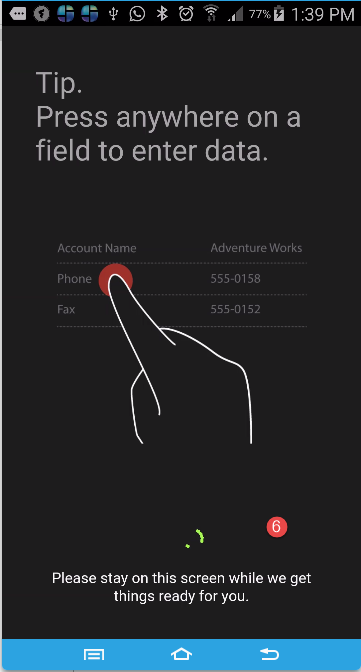 77% 1:39 PM
Tip.
Press anywhere on a
field to enter data.
Account Name Adventure Works
Phone 555-0158
Fax 555-0152
6
Please stay on this screen while we get
things ready for you.